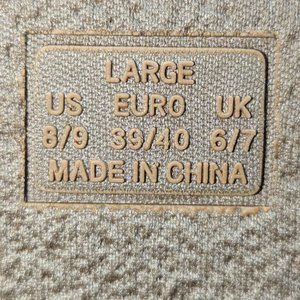 LARGE
US EURO UK
8/9 39/40 6/7
MADE IN CHINA